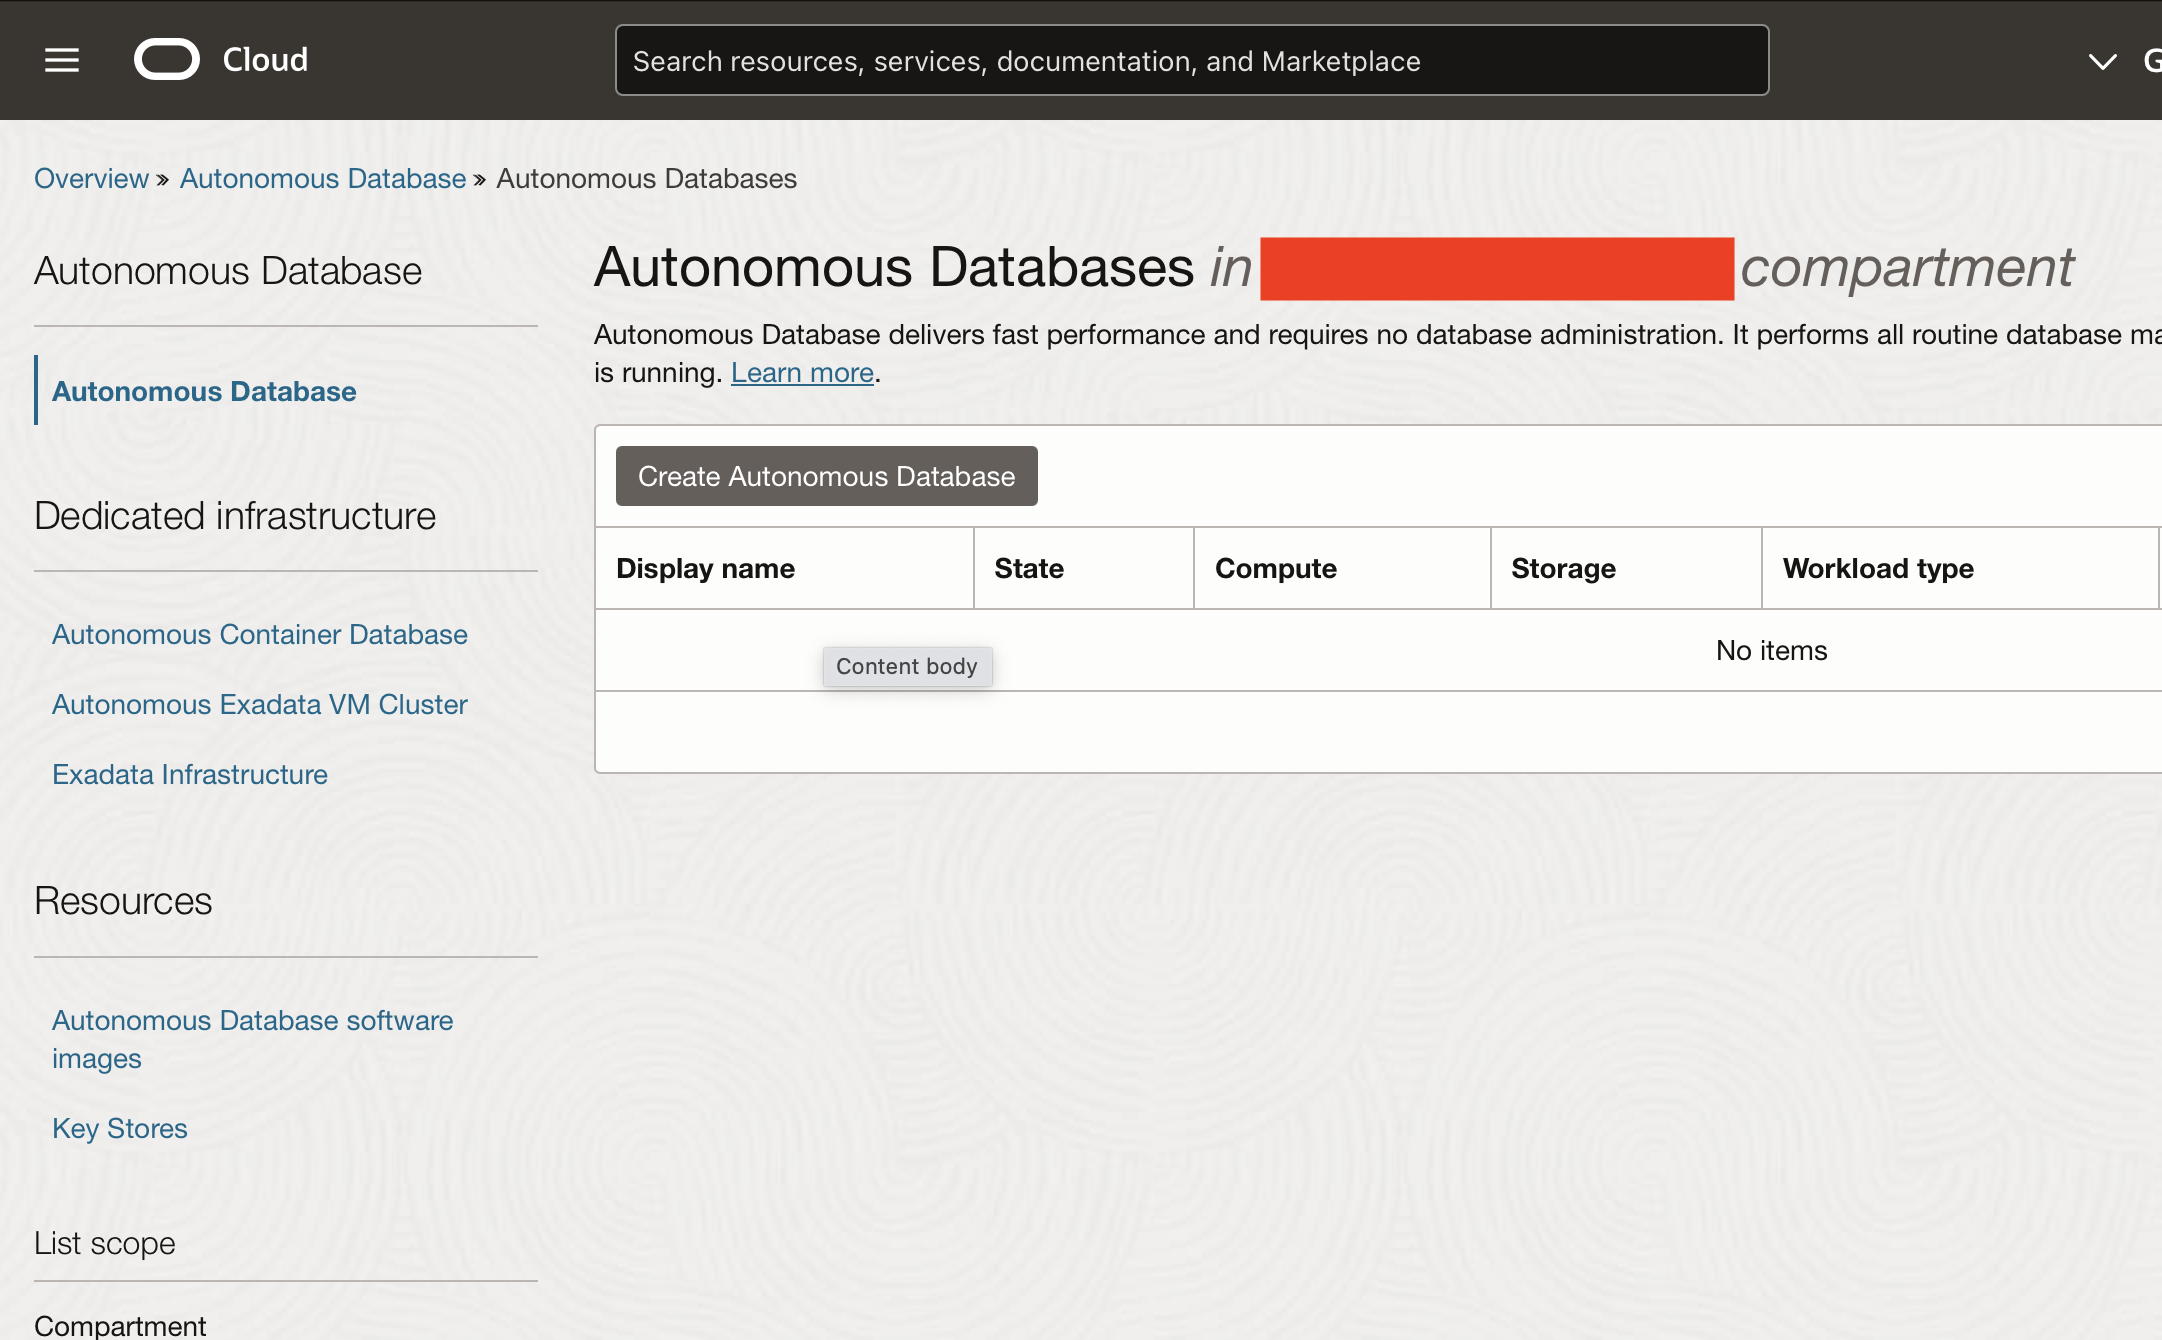 Cloud
Search resources, services, documentation, and Marketplace
G
Overview » Autonomous Database » Autonomous Databases
Autonomous Database
Autonomous Database
Dedicated infrastructure
Autonomous Container Database
Autonomous Exadata VM Cluster
Exadata Infrastructure
Resources
Autonomous Database software
images
Key Stores
List scope
Compartment
Autonomous Databases in compartment
Autonomous Database delivers fast performance and requires no database administration. It performs all routine database ma
is running. Learn more.
Create Autonomous Database
Display name State Compute Storage Workload type
No items
Content body